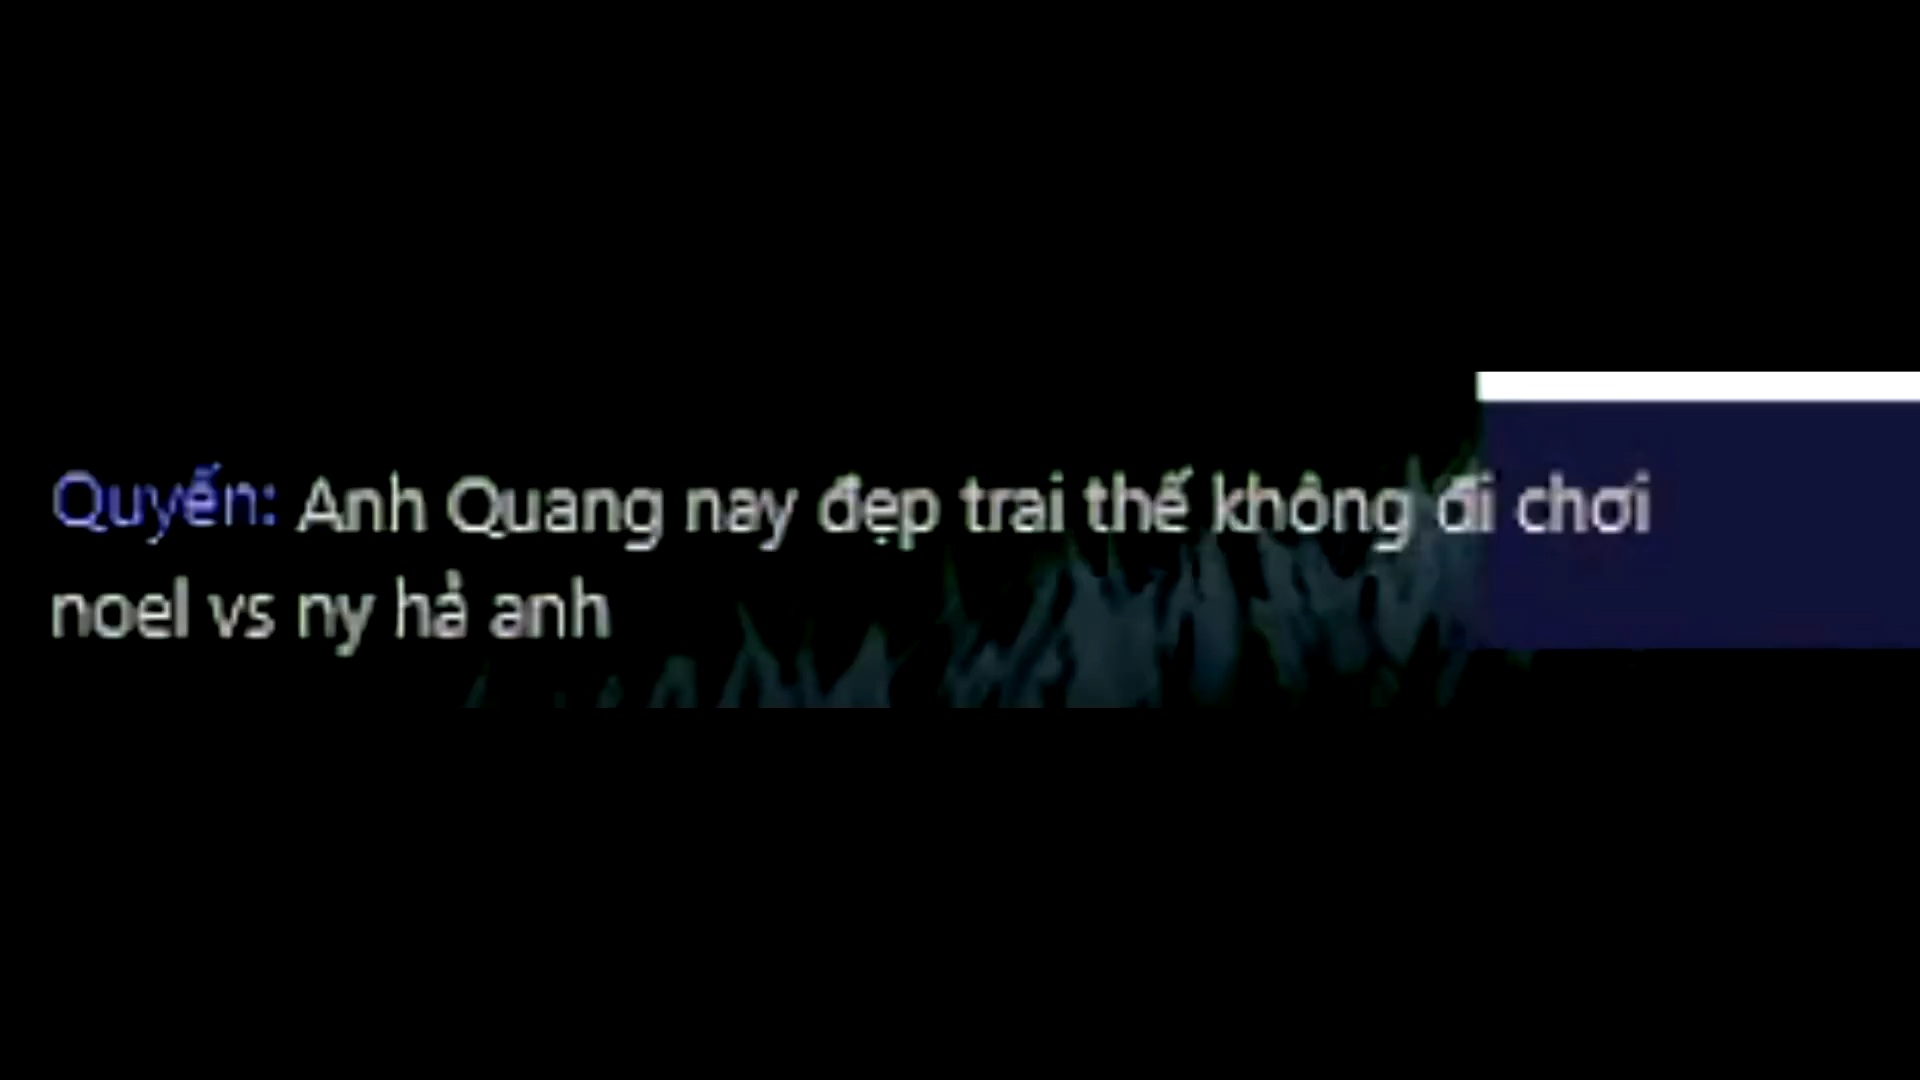 Quyến: Anh Quang nay đẹp trai thế không đi chơi
noel vs ny hả anh